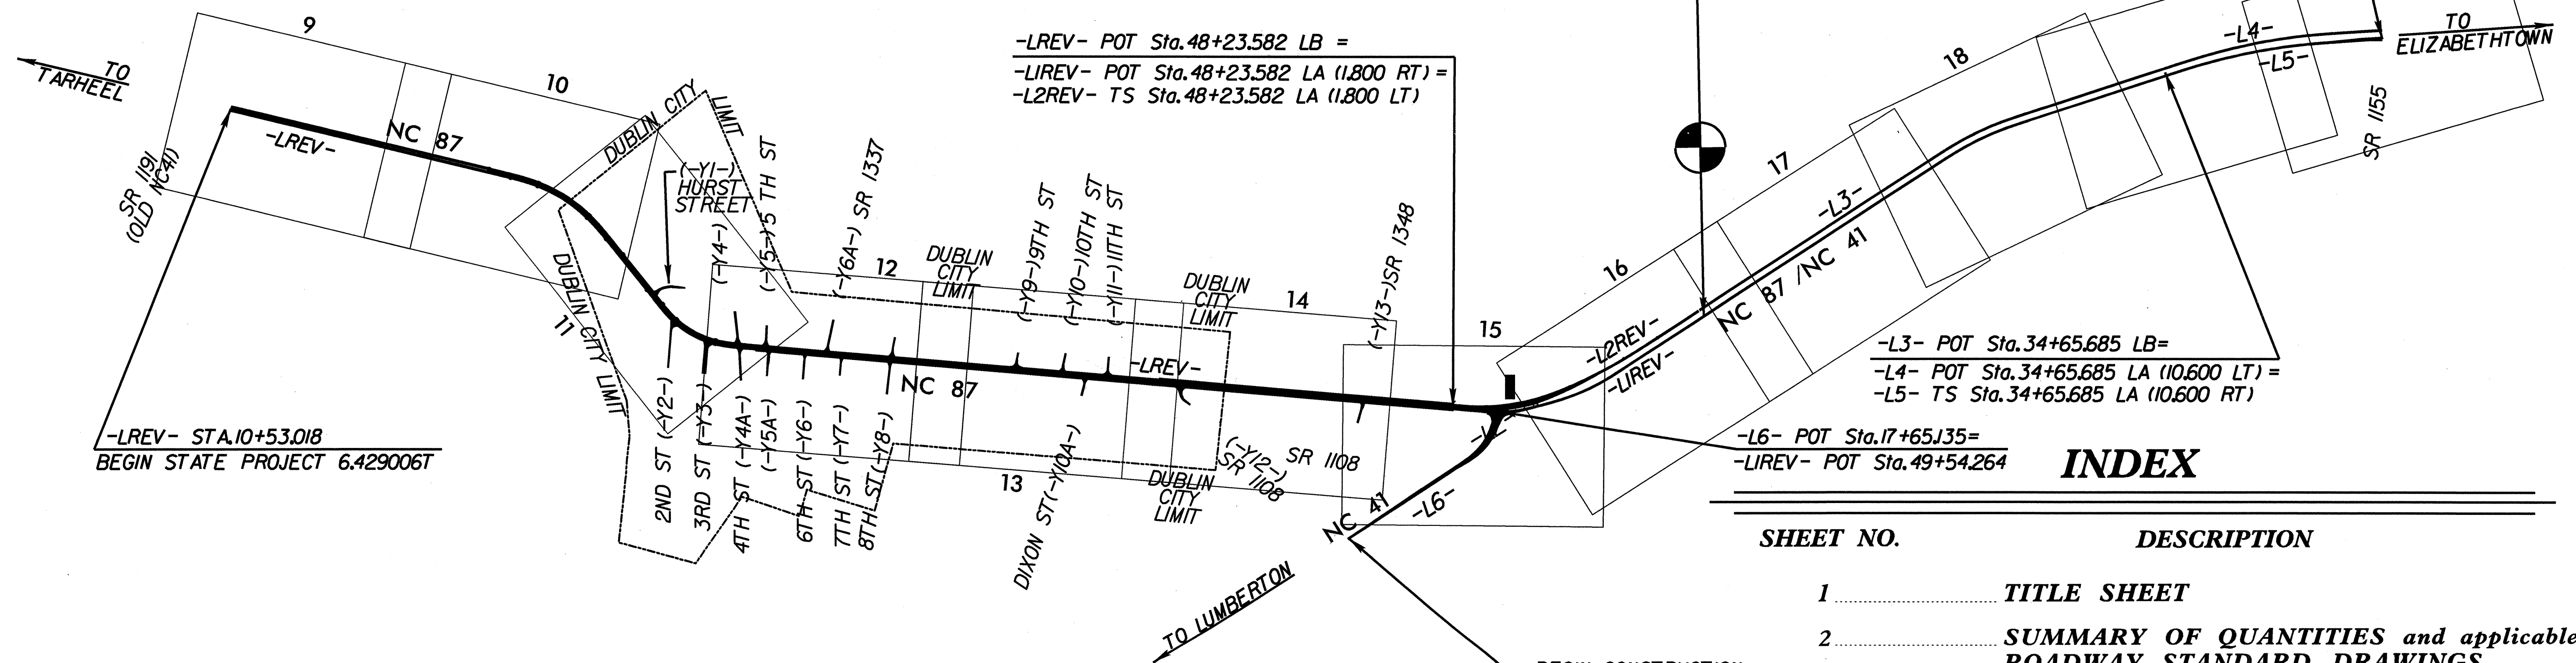 9
TO
TARHEEL
10
-LREV-
NC 87
SR 1191
(OLD NC41)
-LREV- STA.10+53.018
BEGIN STATE PROJECT 6.429006T
DUBLIN CITY
LIMIT
(-Y1-)
HURST
STREET
11
DUBLIN CITY LIMIT
(-Y4-)
(-Y5-) 5 TH ST
(-Y6A-) SR 1337
12
DUBLIN
CITY
LIMIT
(-Y9-) 9TH ST
(-Y10-) 10TH ST
(-Y11-) 11TH ST
DUBLIN
CITY
LIMIT
14
(-Y13-) SR 1348
2ND ST (-Y2-)
3RD ST (-Y3-)
4TH ST (-Y4A-)
(-Y5A-)
6TH ST (-Y6-)
7TH ST (-Y7-)
8TH ST (-Y8-)
NC 87
-LREV-
13
DIXON ST (-Y10A-)
DUBLIN
CITY
LIMIT
(-Y12-)
SR 1108
SR 1108
-LREV- POT Sta.48+23.582 LB =
-L1REV- POT Sta.48+23.582 LA (1.800 RT) =
-L2REV- TS Sta.48+23.582 LA (1.800 LT)
15
NC 41
-L6-
TO LUMBERTON
16
-L2REV-
-L1REV-
17
-L3-
NC 87 /NC 41
18
-L4-
-L5-
SR 1155
TO
ELIZABETHTOWN
-L3- POT Sta.34+65.685 LB=
-L4- POT Sta.34+65.685 LA (10.600 LT) =
-L5- TS Sta.34+65.685 LA (10.600 RT)
-L6- POT Sta.17+65.135=
-L1REV- POT Sta.49+54.264
INDEX
SHEET NO. DESCRIPTION
1 TITLE SHEET
2 SUMMARY OF QUANTITIES and applicable
ROADWAY STANDARD DRAWINGS
BEGIN CONSTRUCTION